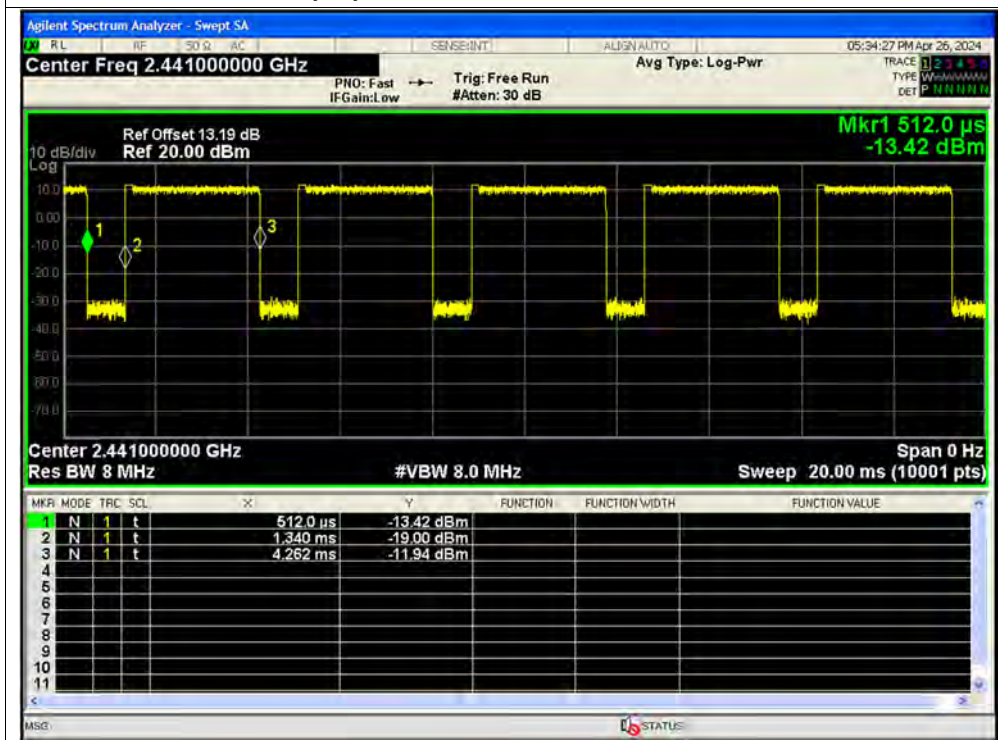 Agilent Spectrum Analyzer - Swept SA
RL RF 50 Ω AC SENSE:INT ALIGN AUTO 05:34:27 PM Apr 26, 2024
Center Freq 2.441000000 GHz Avg Type: Log-Pwr TRACE 1 2 3 4 5 6
PNO: Fast Trig: Free Run TYPE
IFGain:Low #Atten: 30 dB DET P N N N N N
Mkr1 512.0 µs
Ref Offset 13.19 dB
10 dB/div Ref 20.00 dBm -13.42 dBm
Log
10.0
0.00
1 2 3
-10.0
-20.0
-30.0
-40.0
-50.0
-60.0
-70.0
Center 2.441000000 GHz Span 0 Hz
Res BW 8 MHz #VBW 8.0 MHz Sweep 20.00 ms (10001 pts)
MKR MODE TRC SCL X Y FUNCTION FUNCTION WIDTH FUNCTION VALUE
1 N 1 t 512.0 µs -13.42 dBm
2 N 1 t 1.340 ms -19.00 dBm
3 N 1 t 4.262 ms -11.94 dBm
4
5
6
7
8
9
10
11
MSG STATUS